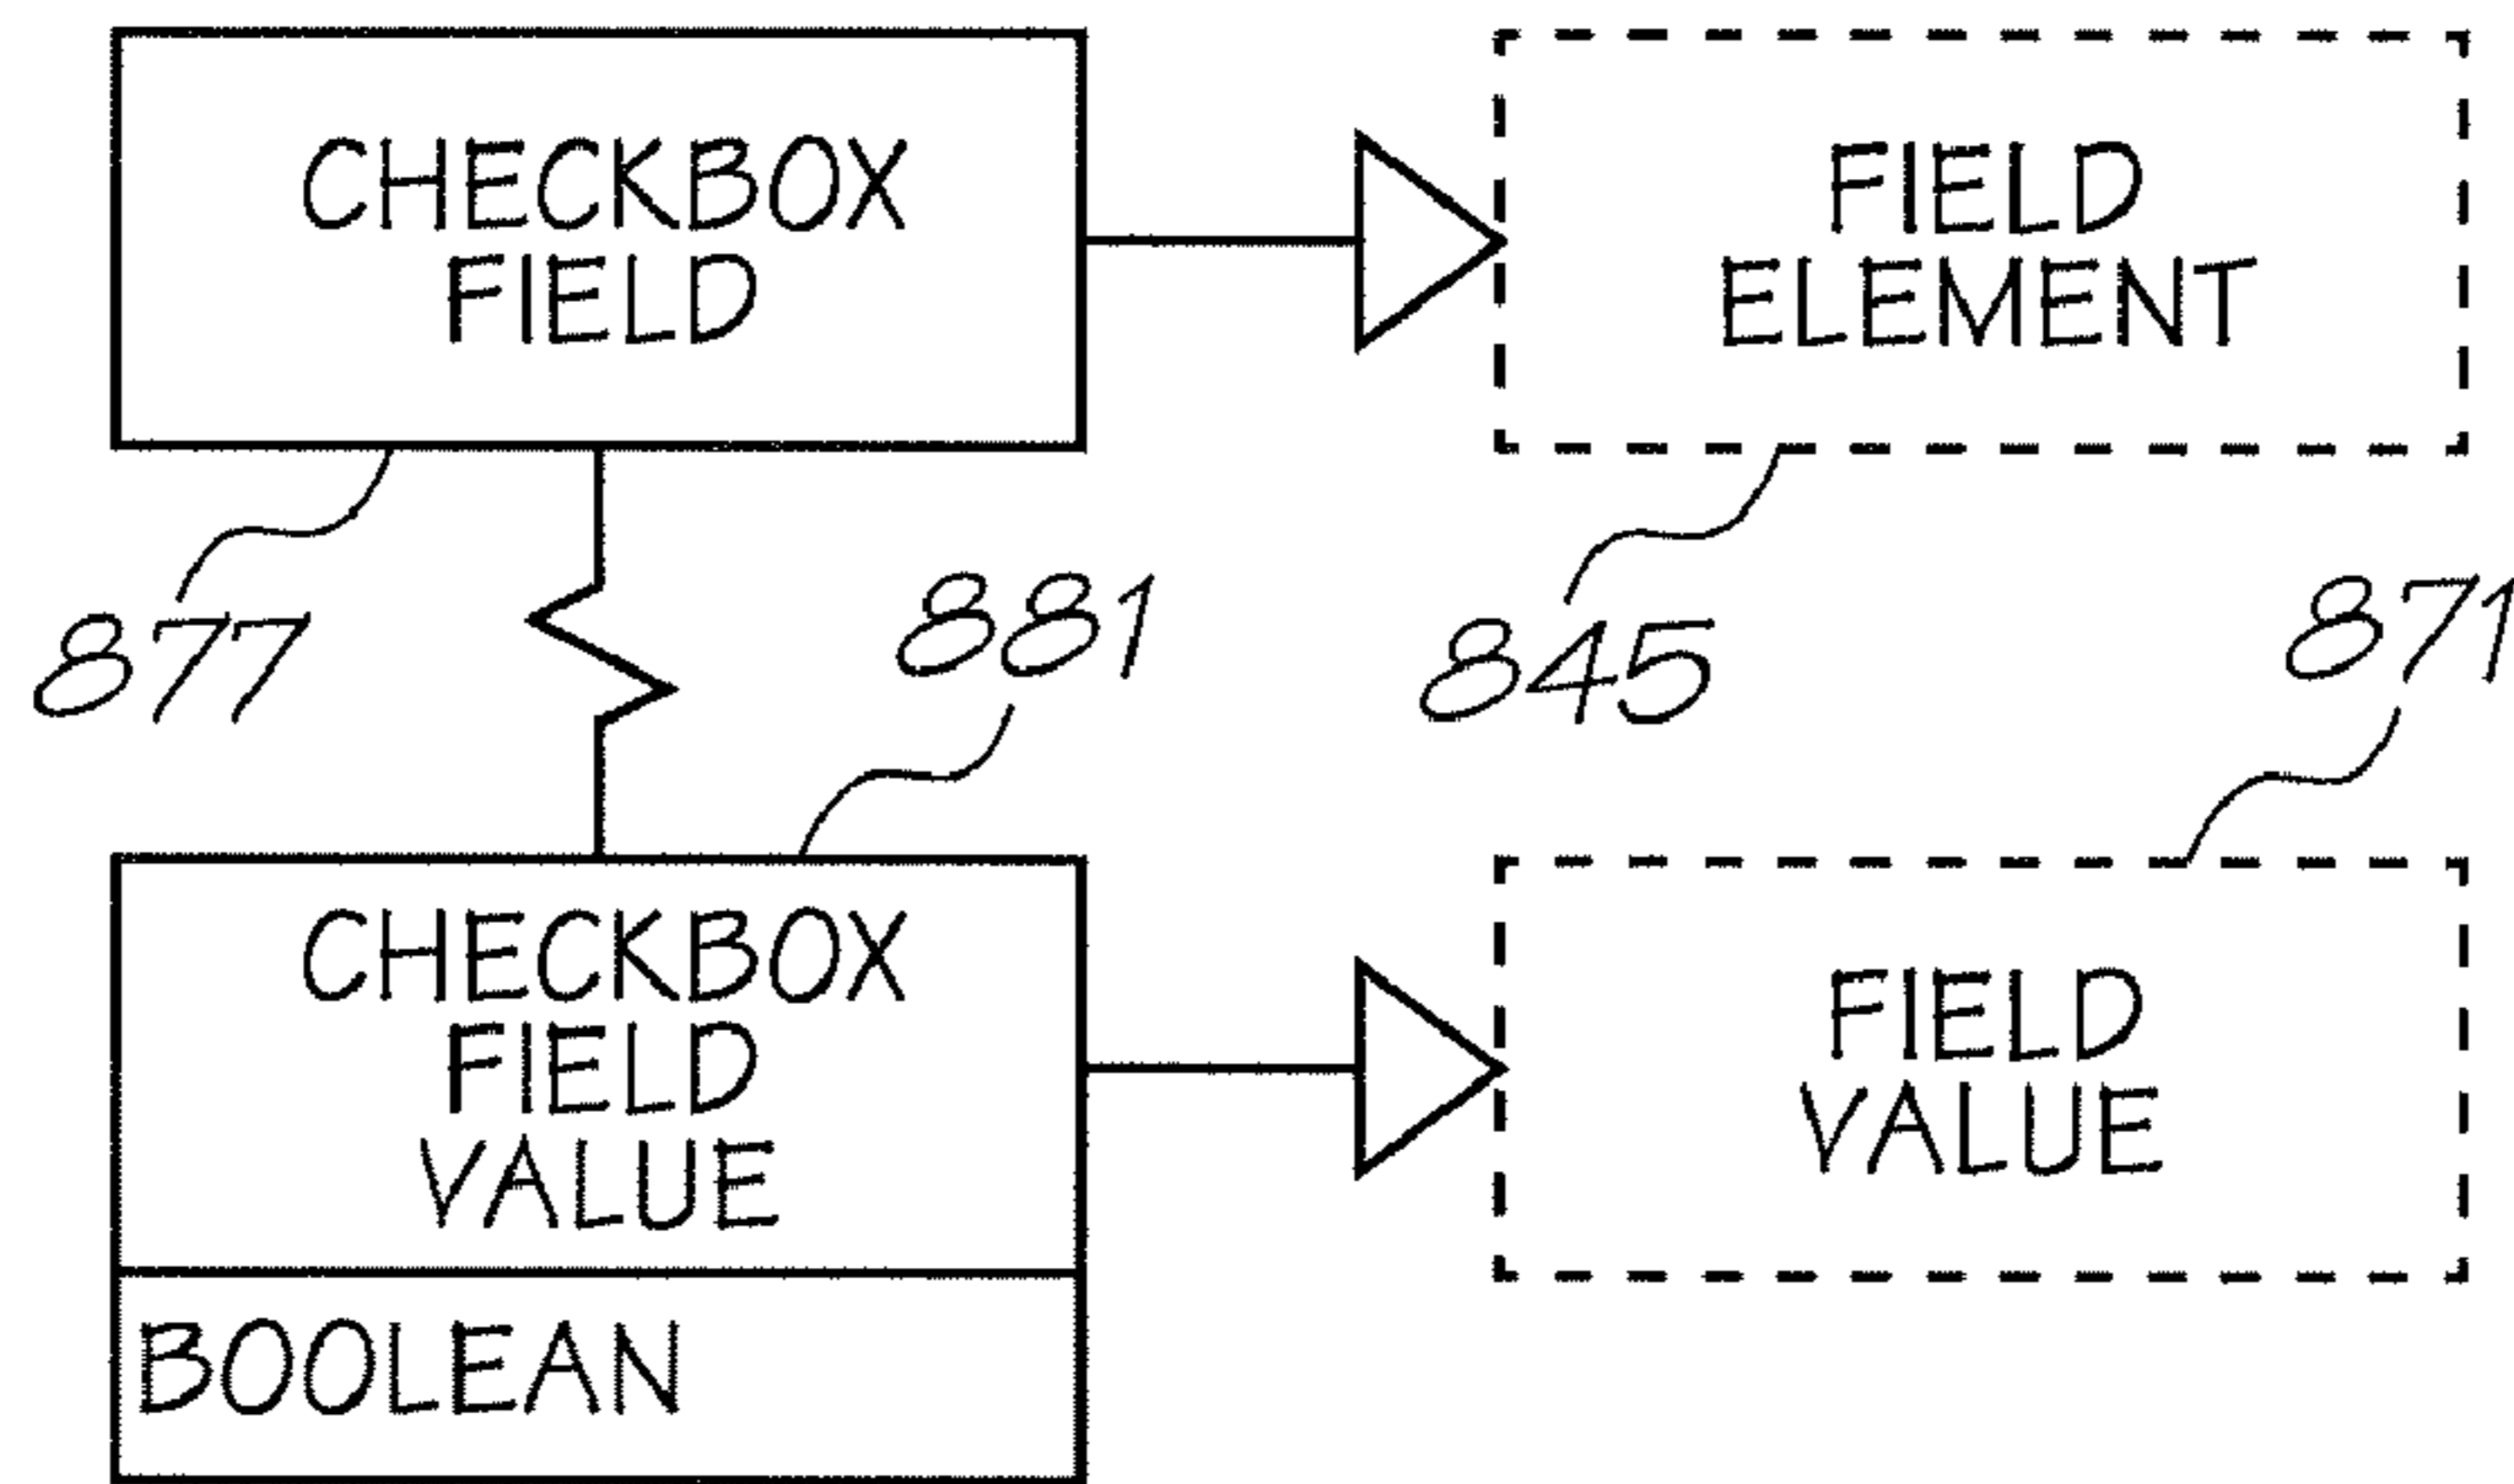 CHECKBOX
FIELD
FIELD
ELEMENT
877
881
845
871
CHECKBOX
FIELD
VALUE
FIELD
VALUE
BOOLEAN